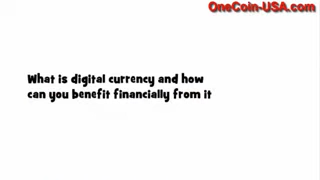 OneCoin-USA.com
What is digital currency and how
can you benefit financially from it